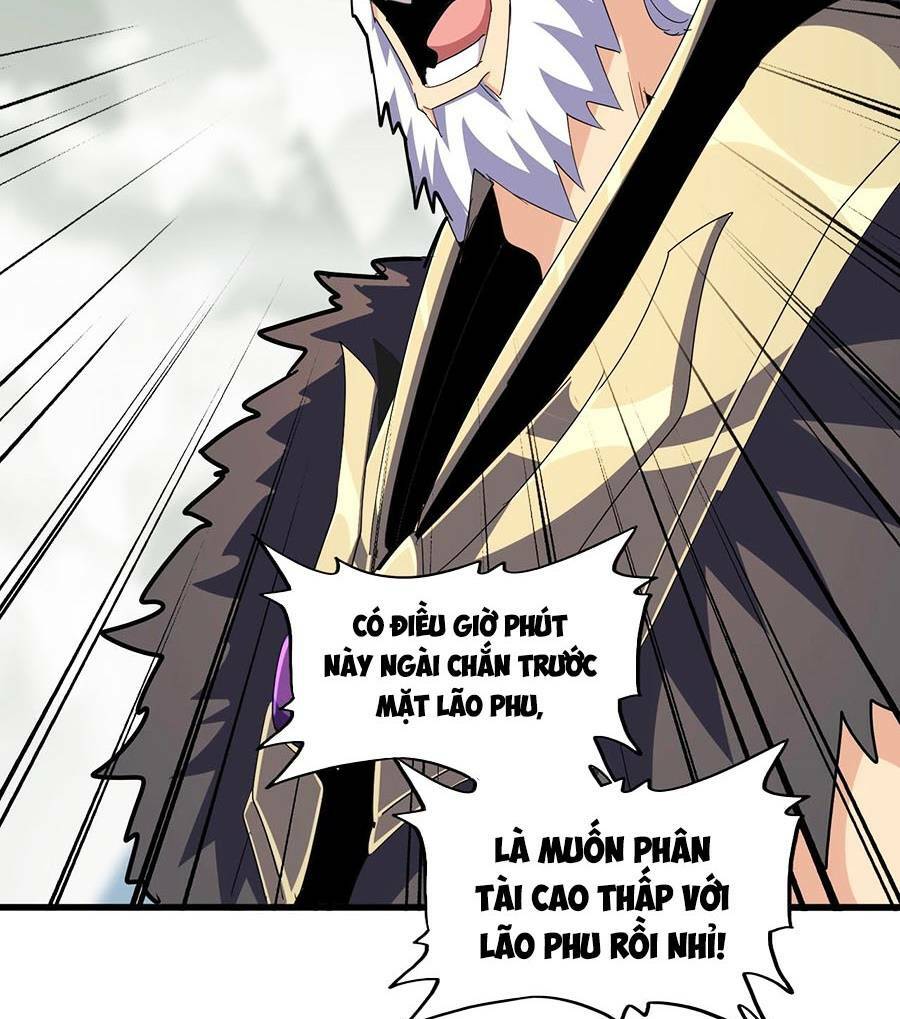 CÓ ĐIỀU GIỜ PHÚT
NÀY NGÀI CHẮN TRƯỚC
MẶT LÃO PHU,
LÀ MUỐN PHÂN
TÀI CAO THẤP VỚI
LÃO PHU RỒI NHỈ!